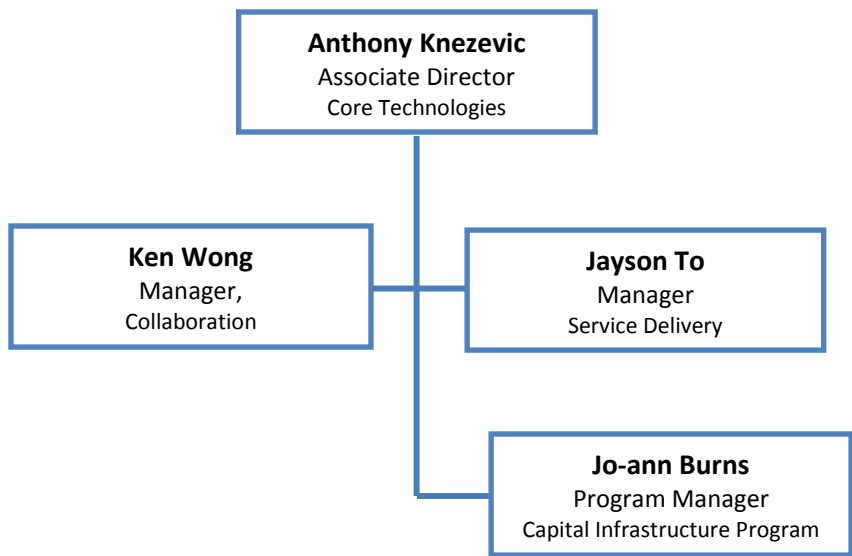 Anthony Knezevic
Associate Director
Core Technologies
Ken Wong
Manager,
Collaboration
Jayson To
Manager
Service Delivery
Jo-ann Burns
Program Manager
Capital Infrastructure Program